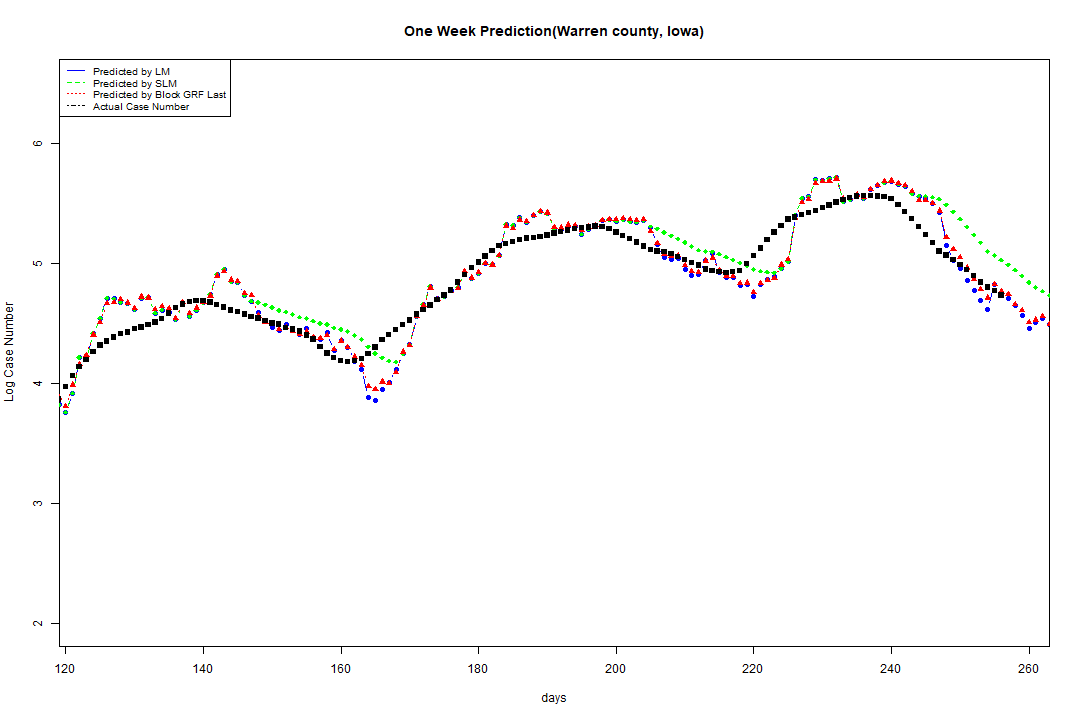 One Week Prediction(Warren county, Iowa)
Predicted by LM
Predicted by SLM
Predicted by Block GRF Last
Actual Case Number
6
5
4
3
2
Log Case Number
120 140 160 180 200 220 240 260
days